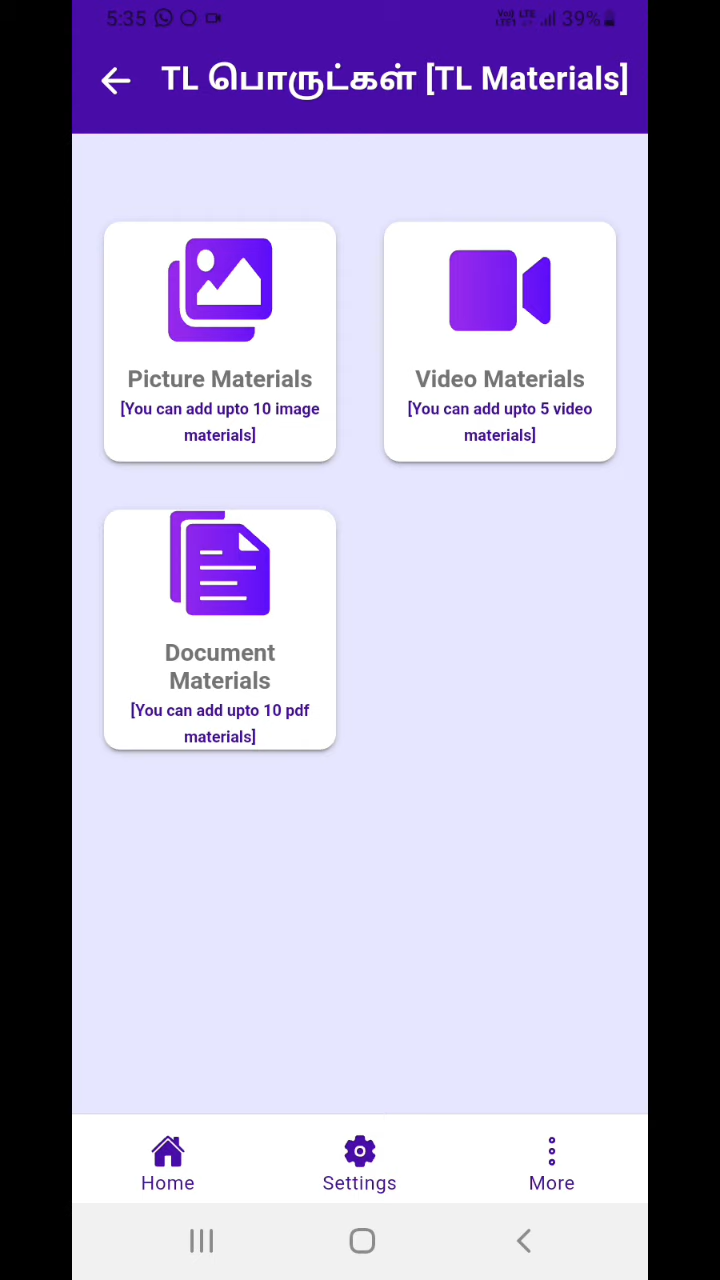 5:35 39%
TL பொருட்கள் [TL Materials]
Picture Materials
[You can add upto 10 image
materials]
Video Materials
[You can add upto 5 video
materials]
Document
Materials
[You can add upto 10 pdf
materials]
Home Settings More